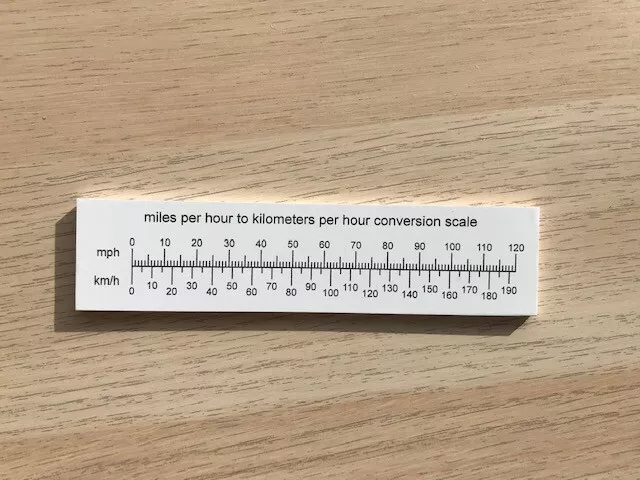 miles per hour to kilometers per hour conversion scale
0 10 20 30 40 50 60 70 80 90 100 110 120
mph
km/h
10 30 50 70 90 110 130 150 170 190
0 20 40 60 80 100 120 140 160 180